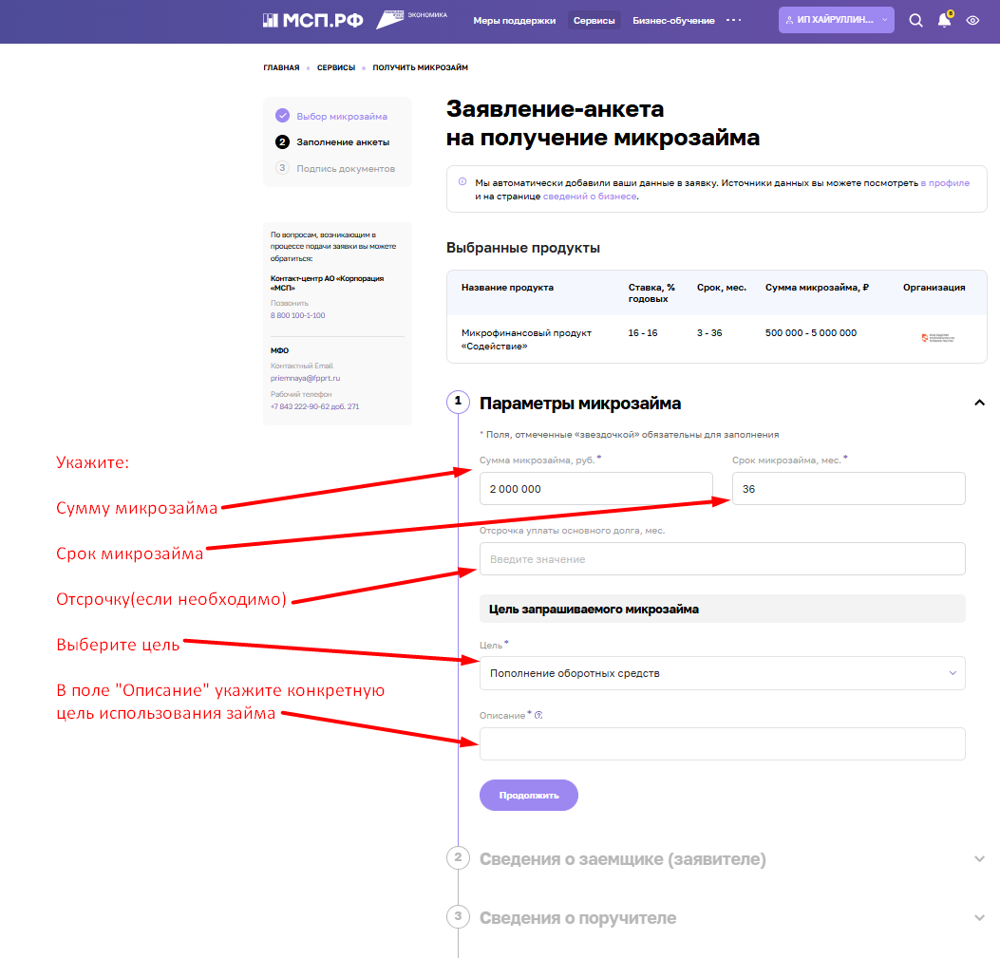 МСП.РФ
ЭКОНОМИКА
Меры поддержки
Сервисы
Бизнес-обучение
ИП ХАЙРУЛЛИН...
6
ГЛАВНАЯ
СЕРВИСЫ
ПОЛУЧИТЬ МИКРОЗАЙМ
Выбор микрозайма
2 Заполнение анкеты
3 Подпись документов
По вопросам, возникающим в
процессе подачи заявки вы можете
обратиться:
Контакт-центр АО «Корпорация
«МСП»
Позвонить
8 800 100-1-100
МФО
Контактный Email
priemnaya@fpprt.ru
Рабочий телефон
+7 843 222-90-62 доб. 271
Заявление-анкета
на получение микрозайма
Мы автоматически добавили ваши данные в заявку. Источники данных вы можете посмотреть в профиле
и на странице сведений о бизнесе.
Выбранные продукты
Название продукта
Ставка, %
годовых
Срок, мес.
Сумма микрозайма, ₽
Организация
Микрофинансовый продукт
«Содействие»
16 - 16
3 - 36
500 000 - 5 000 000
1 Параметры микрозайма
* Поля, отмеченные «звездочкой» обязательны для заполнения
Сумма микрозайма, руб.*
2 000 000
Срок микрозайма, мес.*
36
Отсрочка уплаты основного долга, мес.
Введите значение
Цель запрашиваемого микрозайма
Цель*
Пополнение оборотных средств
Описание*
Продолжить
2 Сведения о заемщике (заявителе)
3 Сведения о поручителе
Укажите:
Сумму микрозайма
Срок микрозайма
Отсрочку(если необходимо)
Выберите цель
В поле "Описание" укажите конкретную
цель использования займа